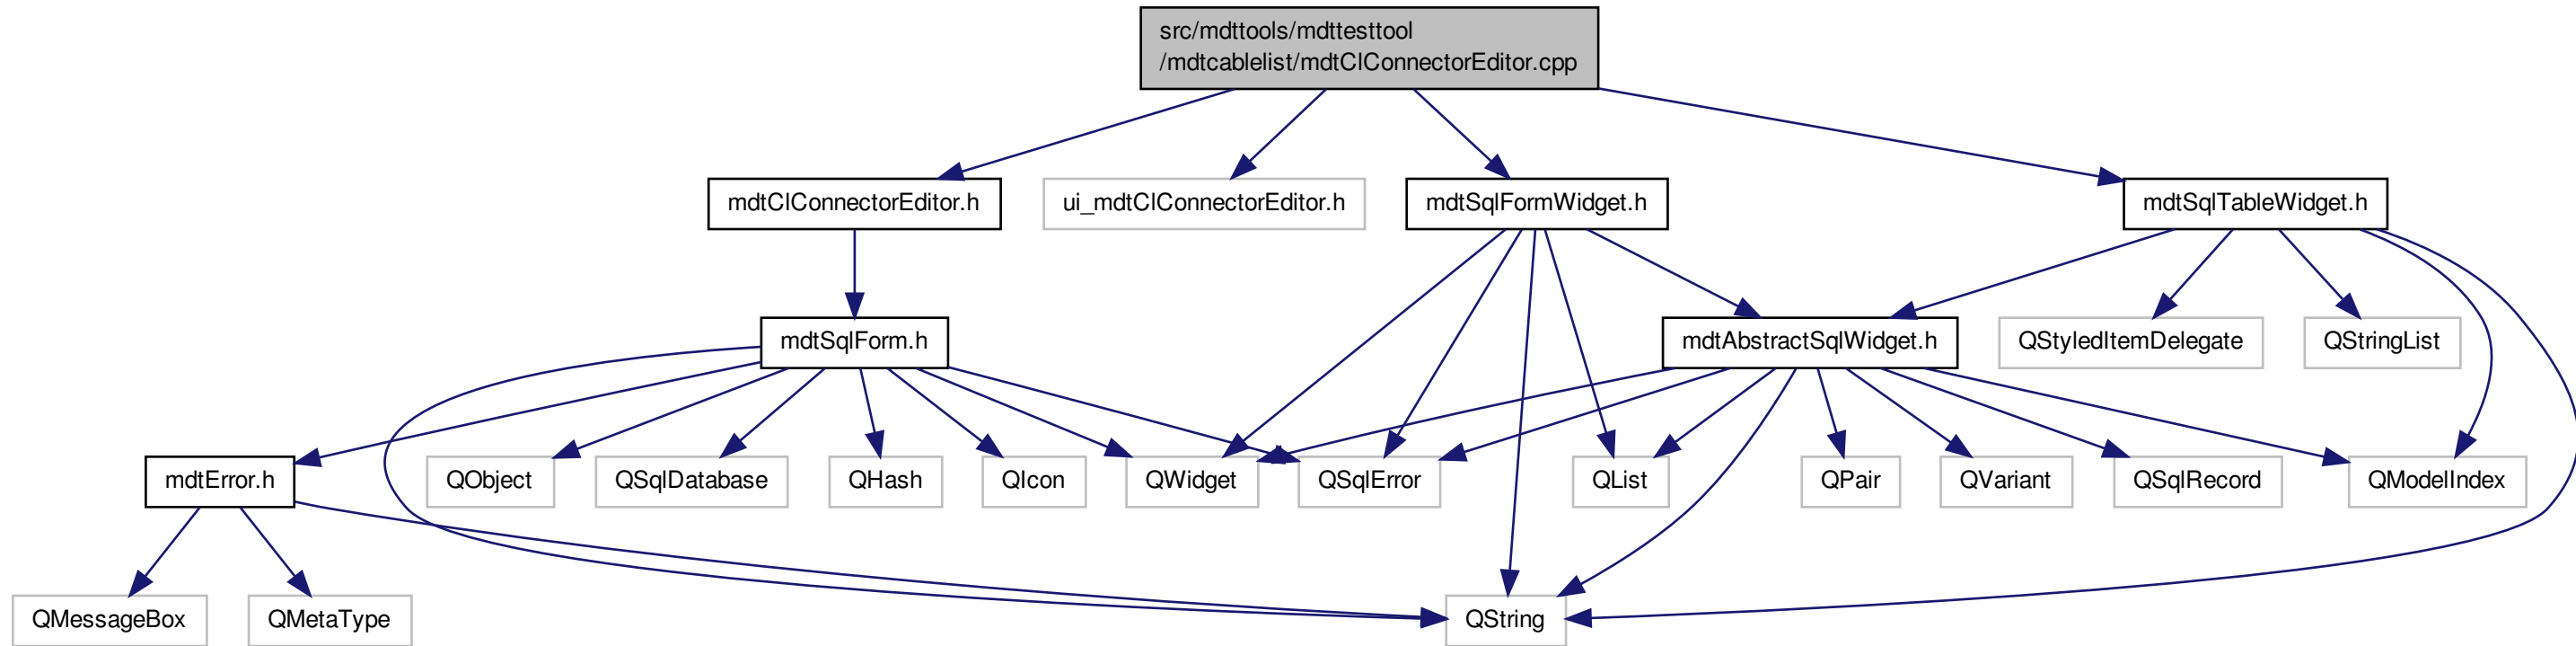 src/mdttools/mdttesttool
/mdtcablelist/mdtClConnectorEditor.cpp
mdtClConnectorEditor.h
ui_mdtClConnectorEditor.h
mdtSqlFormWidget.h
mdtSqlTableWidget.h
mdtSqlForm.h
mdtAbstractSqlWidget.h
QStyledItemDelegate
QStringList
mdtError.h
QObject
QSqlDatabase
QHash
QIcon
QWidget
QSqlError
QList
QPair
QVariant
QSqlRecord
QModelIndex
QMessageBox
QMetaType
QString